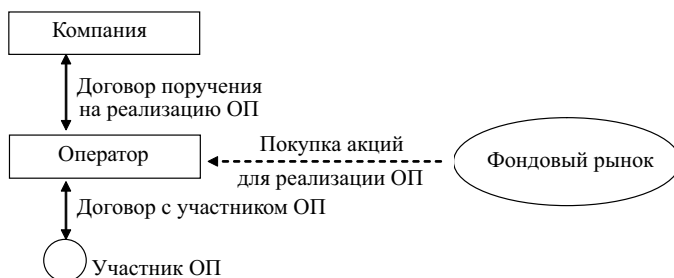 Компания
Договор поручения
на реализацию ОП
Оператор
Покупка акций
для реализации ОП
Фондовый рынок
Договор с участником ОП
Участник ОП